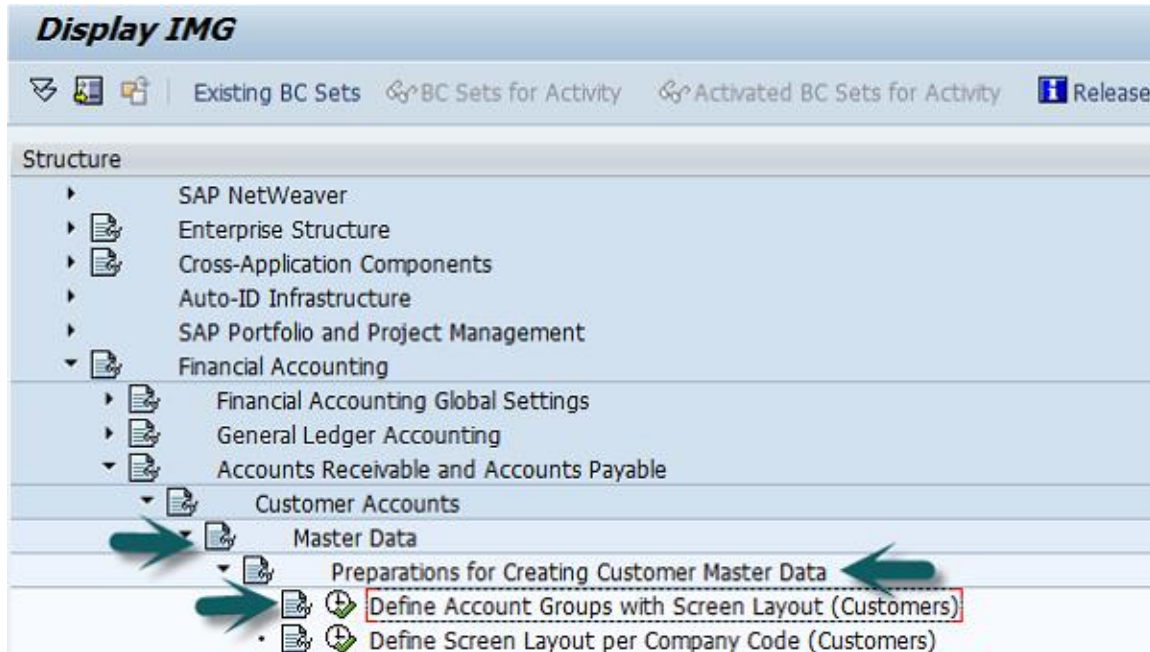 Display IMG
Existing BC Sets BC Sets for Activity Activated BC Sets for Activity Release
Structure
SAP NetWeaver
Enterprise Structure
Cross-Application Components
Auto-ID Infrastructure
SAP Portfolio and Project Management
Financial Accounting
Financial Accounting Global Settings
General Ledger Accounting
Accounts Receivable and Accounts Payable
Customer Accounts
Master Data
Preparations for Creating Customer Master Data
Define Account Groups with Screen Layout (Customers)
Define Screen Layout per Company Code (Customers)